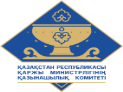 ҚАЗАҚСТАН РЕСПУБЛИКАСЫ
ҚАРЖЫ МИНИСТРЛІГІНІҢ
ҚАЗЫНАШЫЛЫҚ КОМИТЕТІ